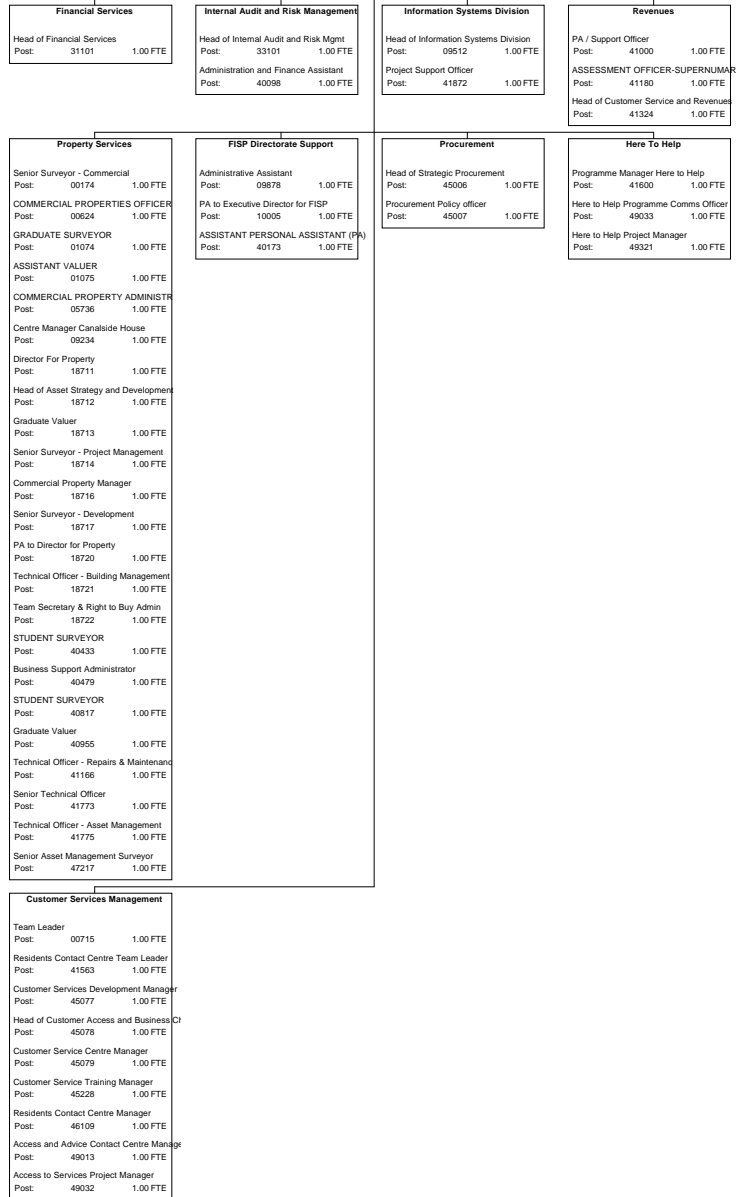 Financial Services
Head of Financial Services
Post: 31101 1.00 FTE
Internal Audit and Risk Management
Head of Internal Audit and Risk Mgmt
Post: 33101 1.00 FTE
Administration and Finance Assistant
Post: 40098 1.00 FTE
Information Systems Division
Head of Information Systems Division
Post: 09512 1.00 FTE
Project Support Officer
Post: 41872 1.00 FTE
Revenues
PA / Support Officer
Post: 41000 1.00 FTE
ASSESSMENT OFFICER-SUPERNUMAR
Post: 41180 1.00 FTE
Head of Customer Service and Revenues
Post: 41324 1.00 FTE
Property Services
Senior Surveyor - Commercial
Post: 00174 1.00 FTE
COMMERCIAL PROPERTIES OFFICER
Post: 00624 1.00 FTE
GRADUATE SURVEYOR
Post: 01074 1.00 FTE
ASSISTANT VALUER
Post: 01075 1.00 FTE
COMMERCIAL PROPERTY ADMINISTR
Post: 05736 1.00 FTE
Centre Manager Canalside House
Post: 09234 1.00 FTE
Director For Property
Post: 18711 1.00 FTE
Head of Asset Strategy and Development
Post: 18712 1.00 FTE
Graduate Valuer
Post: 18713 1.00 FTE
Senior Surveyor - Project Management
Post: 18714 1.00 FTE
Commercial Property Manager
Post: 18716 1.00 FTE
Senior Surveyor - Development
Post: 18717 1.00 FTE
PA to Director for Property
Post: 18720 1.00 FTE
Technical Officer - Building Management
Post: 18721 1.00 FTE
Team Secretary & Right to Buy Admin
Post: 18722 1.00 FTE
STUDENT SURVEYOR
Post: 40433 1.00 FTE
Business Support Administrator
Post: 40479 1.00 FTE
STUDENT SURVEYOR
Post: 40817 1.00 FTE
Graduate Valuer
Post: 40955 1.00 FTE
Technical Officer - Repairs & Maintenanc
Post: 41166 1.00 FTE
Senior Technical Officer
Post: 41773 1.00 FTE
Technical Officer - Asset Management
Post: 41775 1.00 FTE
Senior Asset Management Surveyor
Post: 47217 1.00 FTE
FISP Directorate Support
Administrative Assistant
Post: 09878 1.00 FTE
PA to Executive Director for FISP
Post: 10005 1.00 FTE
ASSISTANT PERSONAL ASSISTANT (PA)
Post: 40173 1.00 FTE
Procurement
Head of Strategic Procurement
Post: 45006 1.00 FTE
Procurement Policy officer
Post: 45007 1.00 FTE
Here To Help
Programme Manager Here to Help
Post: 41600 1.00 FTE
Here to Help Programme Comms Officer
Post: 49033 1.00 FTE
Here to Help Project Manager
Post: 49321 1.00 FTE
Customer Services Management
Team Leader
Post: 00715 1.00 FTE
Residents Contact Centre Team Leader
Post: 41563 1.00 FTE
Customer Services Development Manager
Post: 45077 1.00 FTE
Head of Customer Access and Business Ch
Post: 45078 1.00 FTE
Customer Service Centre Manager
Post: 45079 1.00 FTE
Customer Service Training Manager
Post: 45228 1.00 FTE
Residents Contact Centre Manager
Post: 46109 1.00 FTE
Access and Advice Contact Centre Manage
Post: 49013 1.00 FTE
Access to Services Project Manager
Post: 49032 1.00 FTE